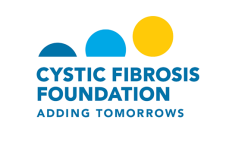 CYSTIC FIBROSIS
FOUNDATION
ADDING TOMORROWS